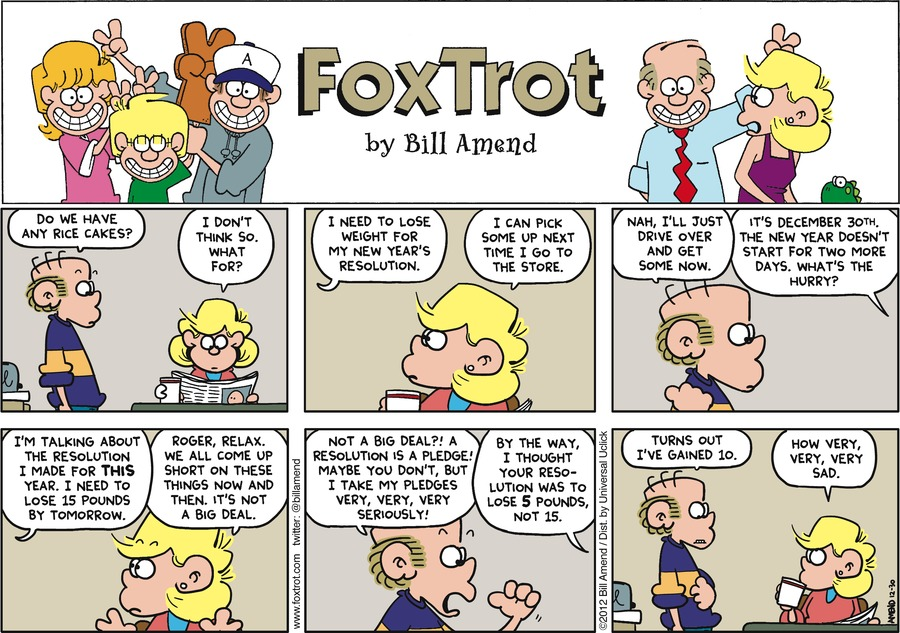 A
FOXTROT
by Bill Amend
DO WE HAVE
ANY RICE CAKES?
I DON'T
THINK SO.
WHAT
FOR?
I NEED TO LOSE
WEIGHT FOR
MY NEW YEAR'S
RESOLUTION.
I CAN PICK
SOME UP NEXT
TIME I GO TO
THE STORE.
NAH, I'LL JUST
DRIVE OVER
AND GET
SOME NOW.
IT'S DECEMBER 30TH.
THE NEW YEAR DOESN'T
START FOR TWO MORE
DAYS. WHAT'S THE
HURRY?
I'M TALKING ABOUT
THE RESOLUTION
I MADE FOR THIS
YEAR. I NEED TO
LOSE 15 POUNDS
BY TOMORROW.
ROGER, RELAX.
WE ALL COME UP
SHORT ON THESE
THINGS NOW AND
THEN. IT'S NOT
A BIG DEAL.
www.foxtrot.com twitter: @billamend
NOT A BIG DEAL?! A
RESOLUTION IS A PLEDGE!
MAYBE YOU DON'T, BUT
I TAKE MY PLEDGES
VERY, VERY, VERY
SERIOUSLY!
BY THE WAY,
I THOUGHT
YOUR RESO-
LUTION WAS TO
LOSE 5 POUNDS,
NOT 15.
©2012 Bill Amend / Dist. by Universal Uclick
TURNS OUT
I'VE GAINED 10.
HOW VERY,
VERY, VERY
SAD.
AMEND 12-30